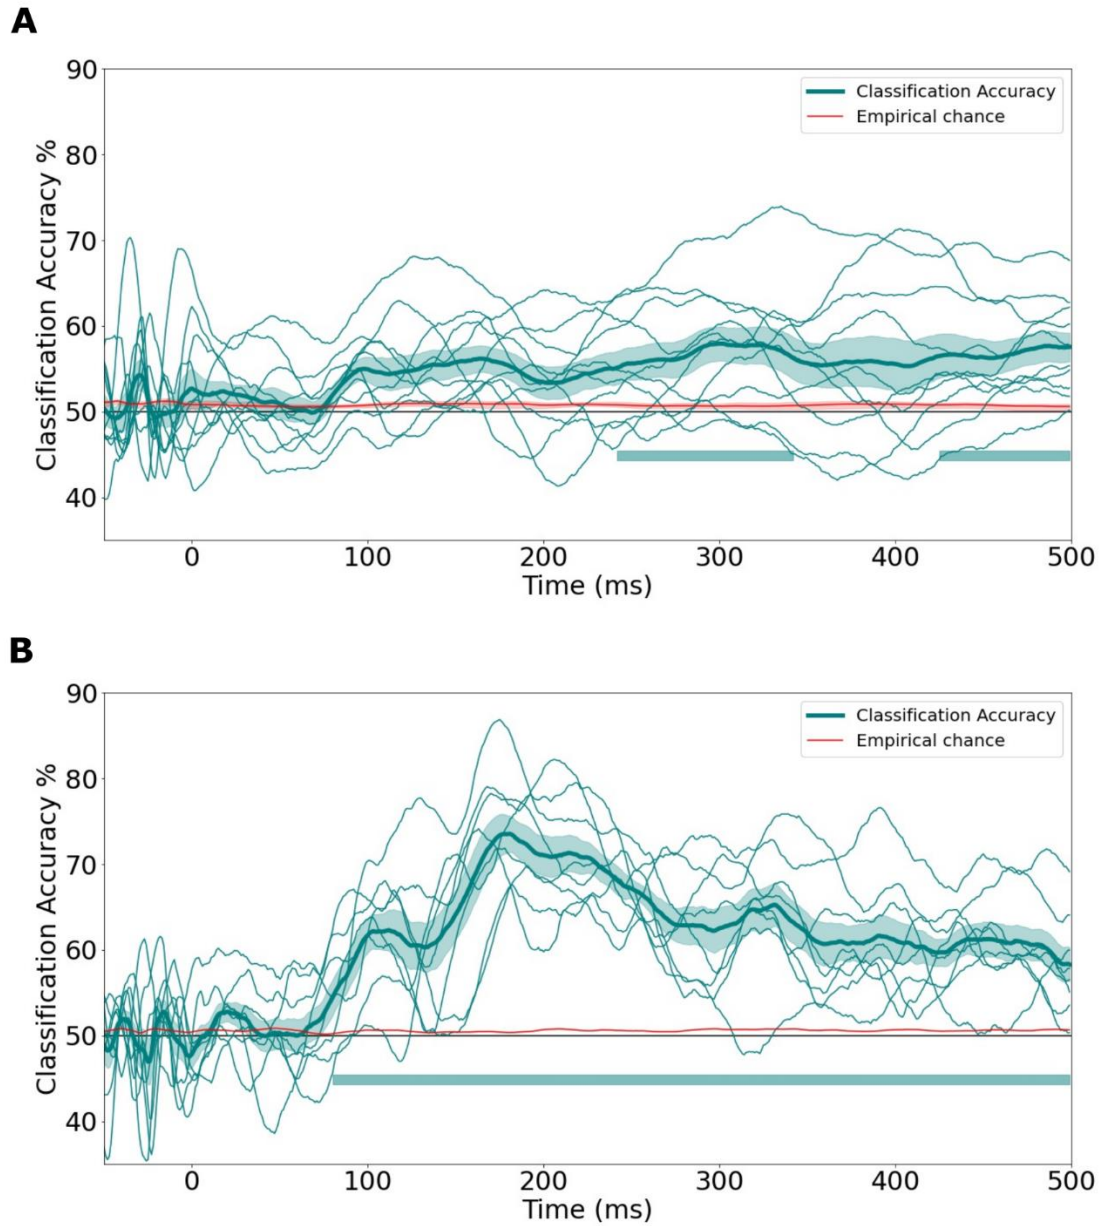 A
90
80
70
60
50
40
Classification Accuracy %
Classification Accuracy
Empirical chance
0 100 200 300 400 500
Time (ms)
B
90
80
70
60
50
40
Classification Accuracy %
Classification Accuracy
Empirical chance
0 100 200 300 400 500
Time (ms)